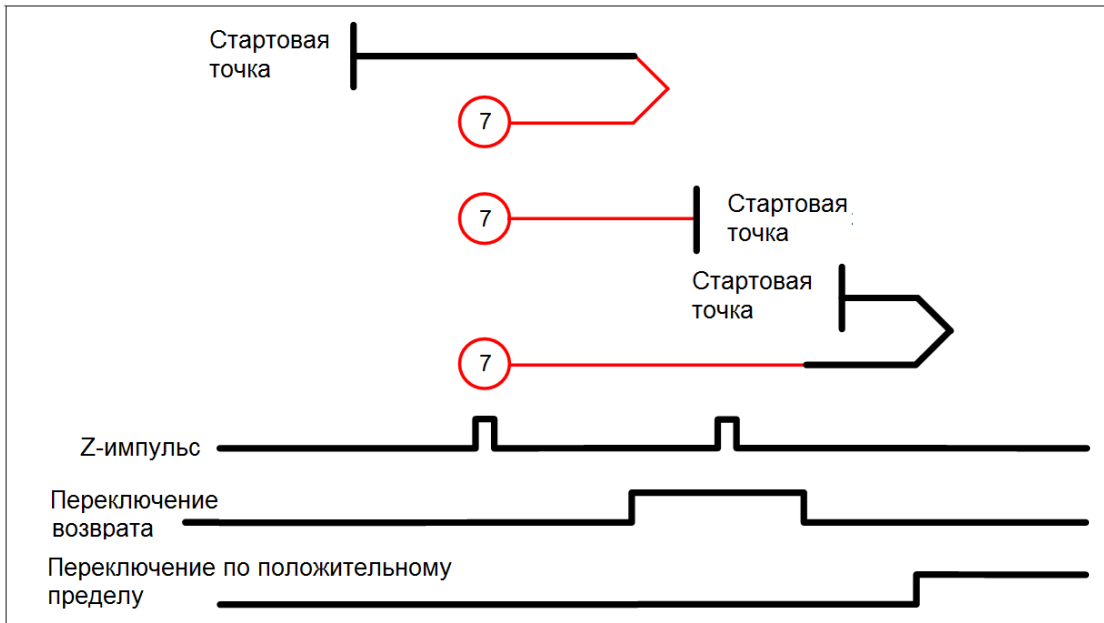 Стартовая
точка
7
7
Стартовая
точка
Стартовая
точка
7
Z-импульс
Переключение
возврата
Переключение по положительному
пределу